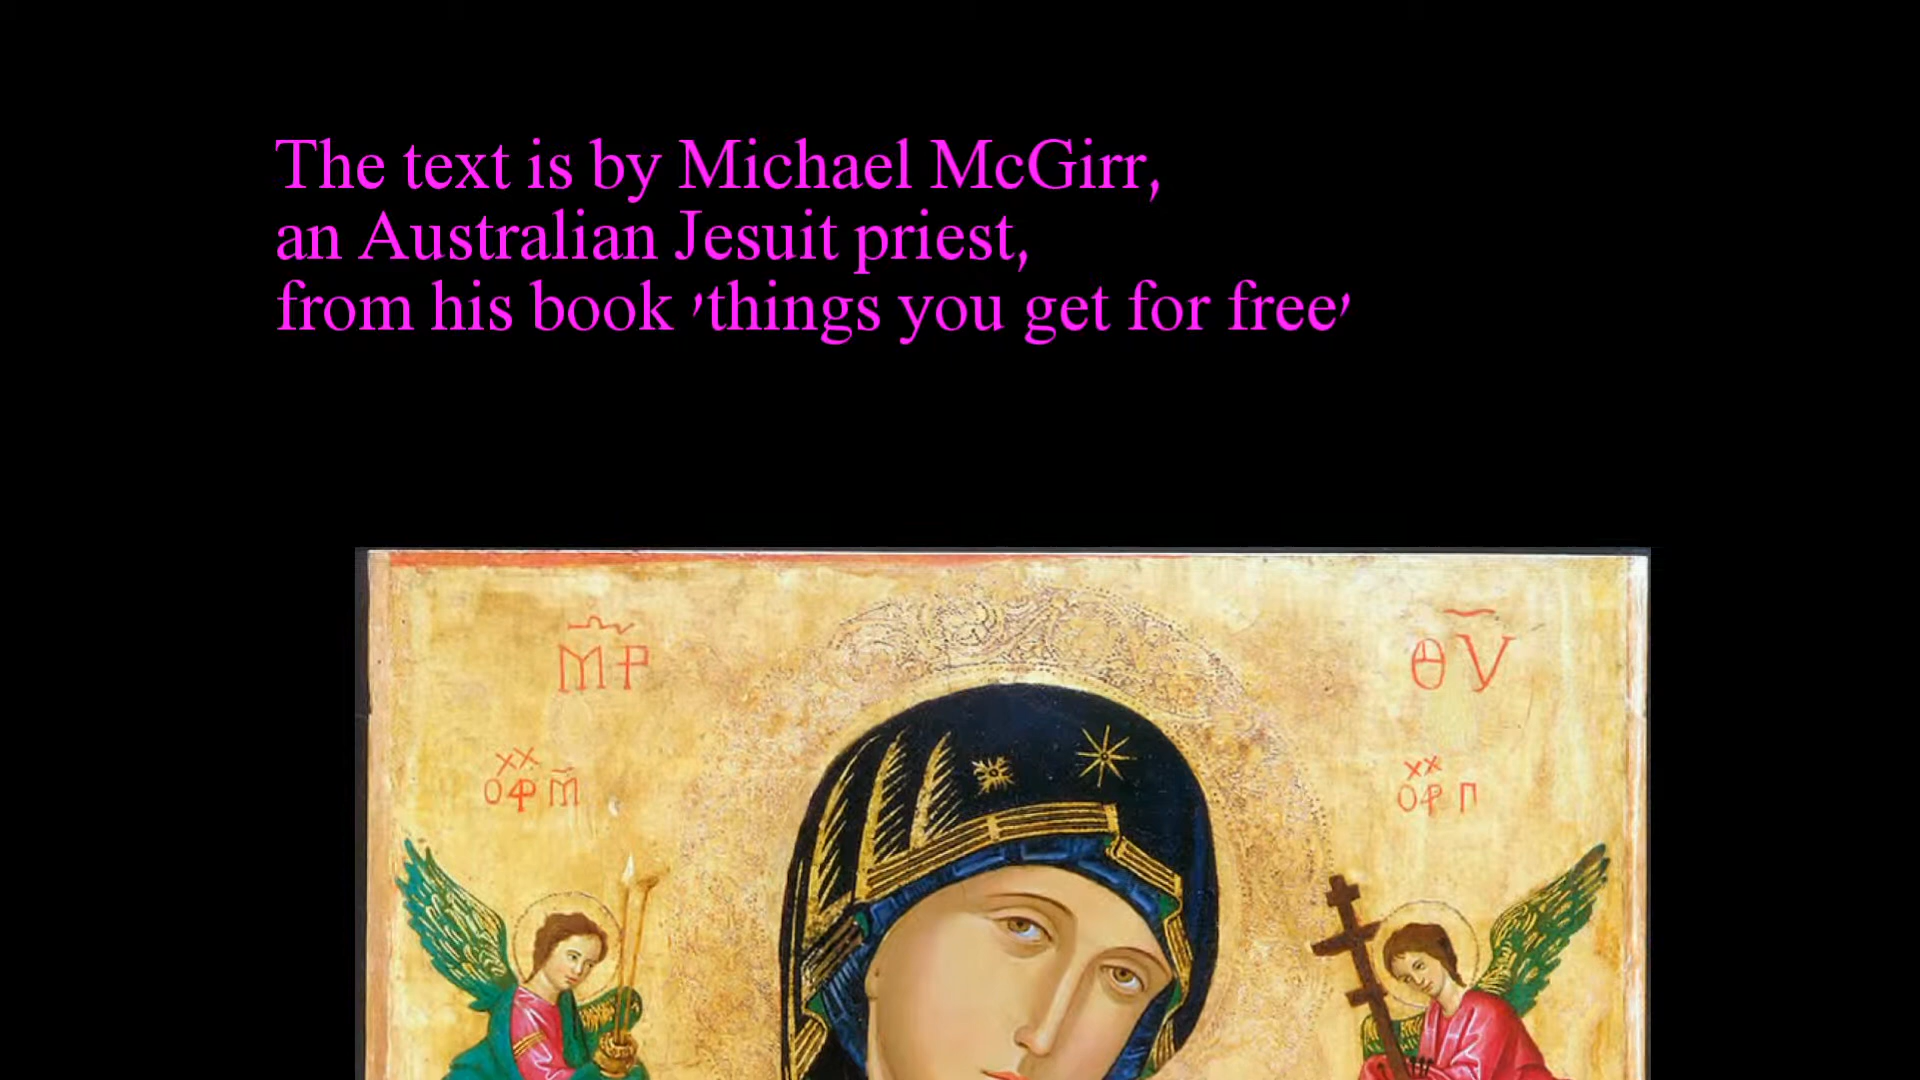 The text is by Michael McGirr,
an Australian Jesuit priest,
from his book 'things you get for free'
ΜΡ ΘΥ
ΟΦΜ ΟΡΠ